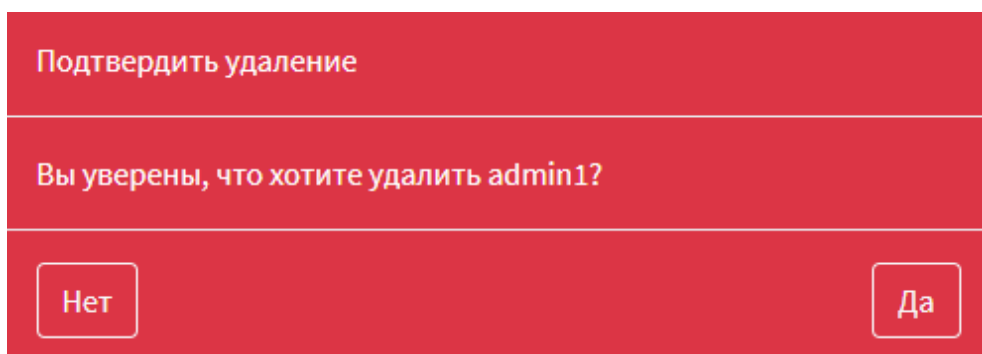 Подтвердить удаление
Вы уверены, что хотите удалить admin1?
Нет
Да